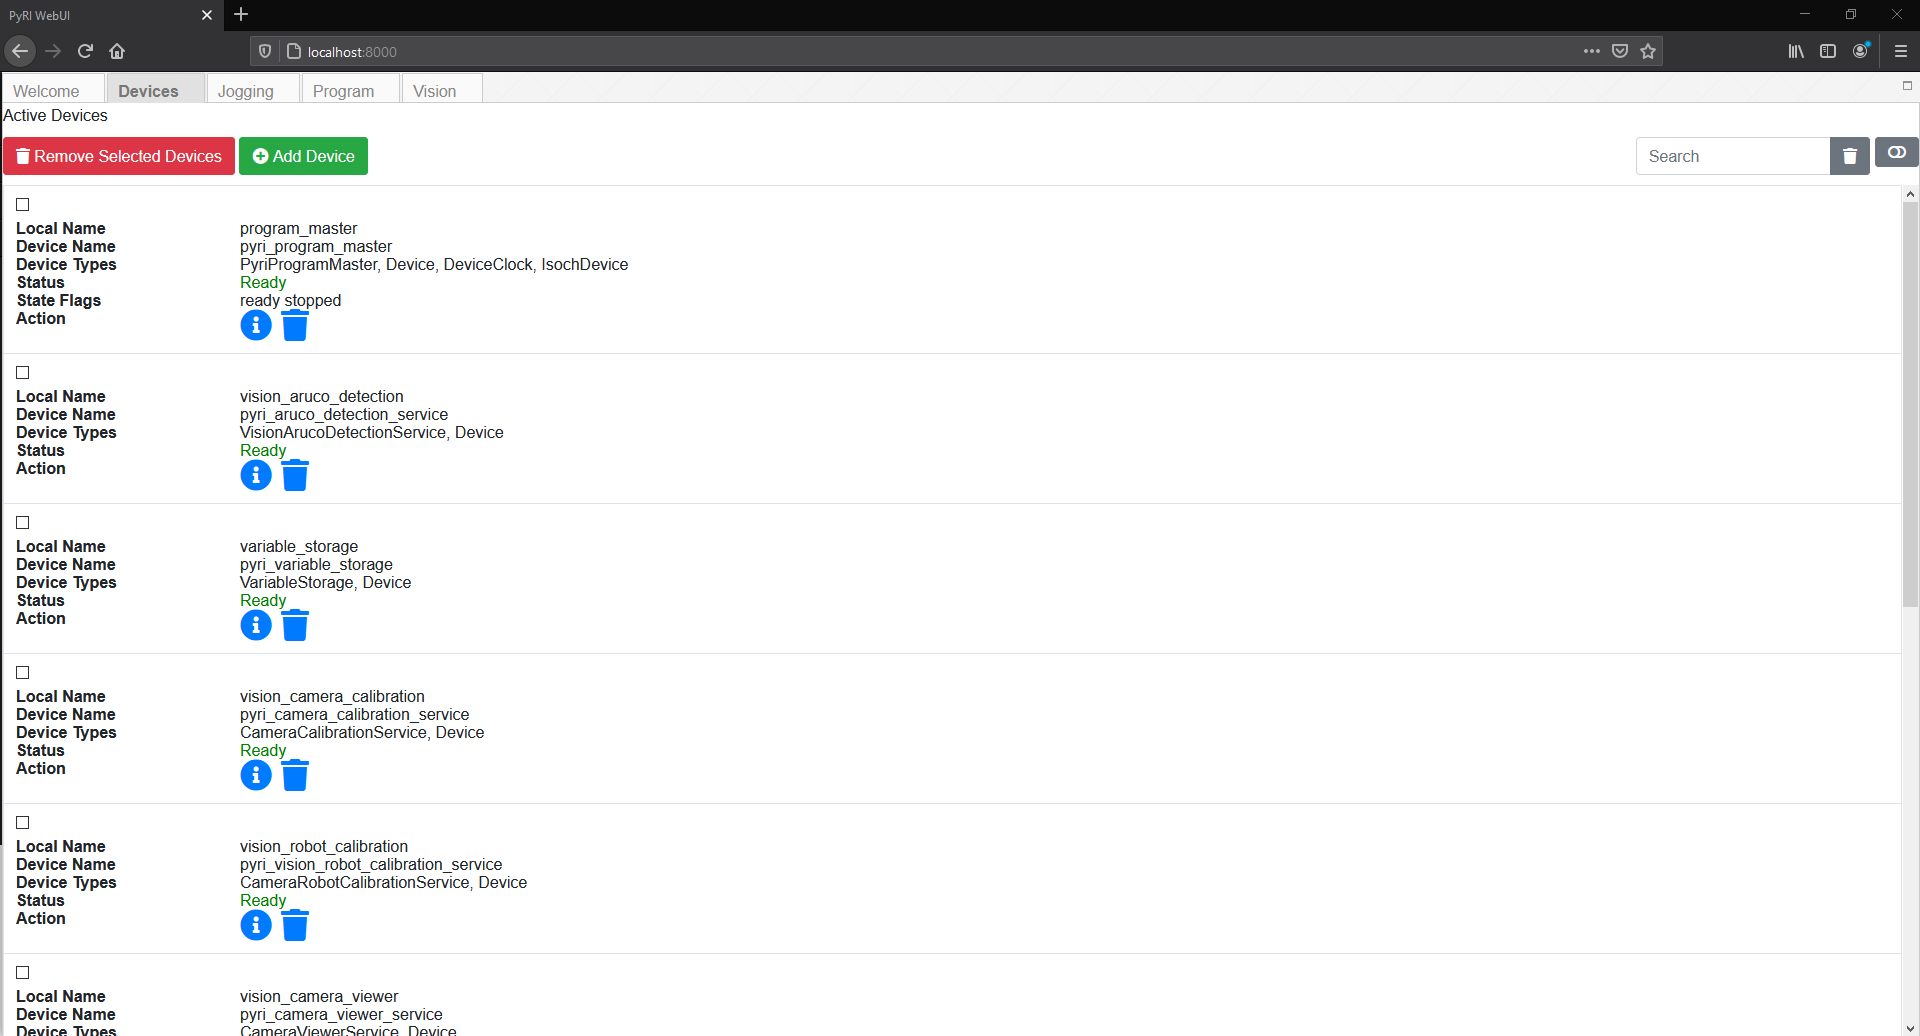 PyRI WebUI
localhost:8000
Welcome Devices Jogging Program Vision
Active Devices
Remove Selected Devices Add Device Search
Local Name program_master
Device Name pyri_program_master
Device Types PyriProgramMaster, Device, DeviceClock, IsochDevice
Status Ready
State Flags ready stopped
Action
Local Name vision_aruco_detection
Device Name pyri_aruco_detection_service
Device Types VisionArucoDetectionService, Device
Status Ready
Action
Local Name variable_storage
Device Name pyri_variable_storage
Device Types VariableStorage, Device
Status Ready
Action
Local Name vision_camera_calibration
Device Name pyri_camera_calibration_service
Device Types CameraCalibrationService, Device
Status Ready
Action
Local Name vision_robot_calibration
Device Name pyri_vision_robot_calibration_service
Device Types CameraRobotCalibrationService, Device
Status Ready
Action
Local Name vision_camera_viewer
Device Name pyri_camera_viewer_service
Device Types CameraViewerService, Device